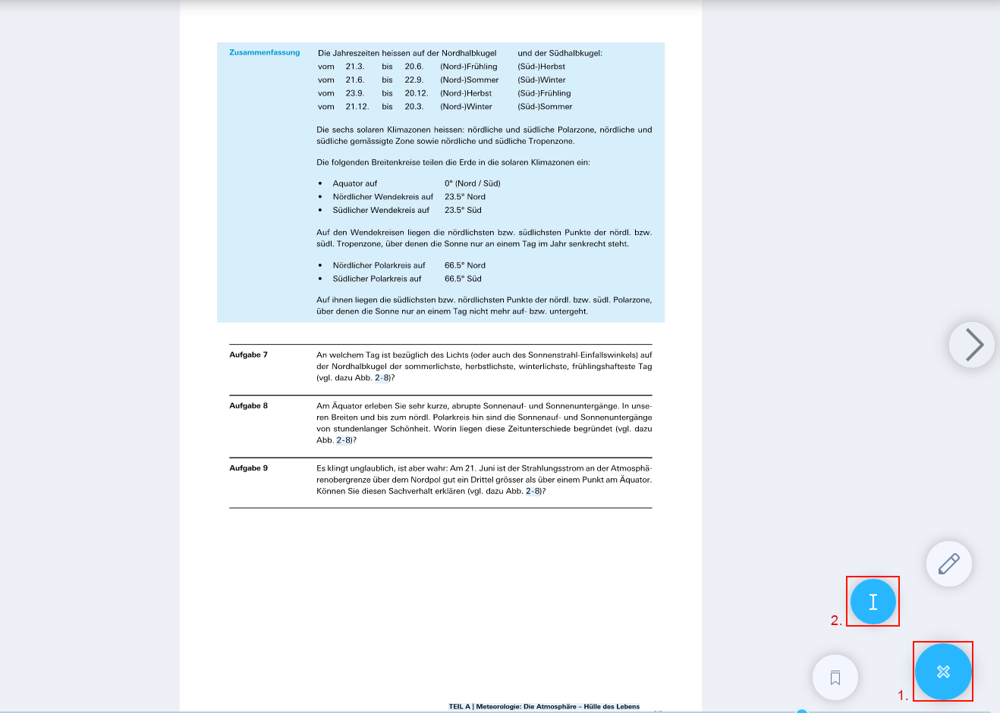 Zusammenfassung Die Jahreszeiten heissen auf der Nordhalbkugel und der Südhalbkugel:
vom 21.3. bis 20.6. (Nord-)Frühling (Süd-)Herbst
vom 21.6. bis 22.9. (Nord-)Sommer (Süd-)Winter
vom 23.9. bis 20.12. (Nord-)Herbst (Süd-)Frühling
vom 21.12. bis 20.3. (Nord-)Winter (Süd-)Sommer
Die sechs solaren Klimazonen heissen: nördliche und südliche Polarzone, nördliche und
südliche gemässigte Zone sowie nördliche und südliche Tropenzone.
Die folgenden Breitenkreise teilen die Erde in die solaren Klimazonen ein:
• Aquator auf 0° (Nord / Süd)
• Nördlicher Wendekreis auf 23.5° Nord
• Südlicher Wendekreis auf 23.5° Süd
Auf den Wendekreisen liegen die nördlichsten bzw. südlichsten Punkte der nördl. bzw.
südl. Tropenzone, über denen die Sonne nur an einem Tag im Jahr senkrecht steht.
• Nördlicher Polarkreis auf 66.5° Nord
• Südlicher Polarkreis auf 66.5° Süd
Auf ihnen liegen die südlichsten bzw. nördlichsten Punkte der nördl. bzw. südl. Polarzone,
über denen die Sonne nur an einem Tag nicht mehr auf- bzw. untergeht.
Aufgabe 7 An welchem Tag ist bezüglich des Lichts (oder auch des Sonnenstrahl-Einfallswinkels) auf
der Nordhalbkugel der sommerlichste, herbstlichste, winterlichste, frühlingshafteste Tag
(vgl. dazu Abb. 2-8)?
Aufgabe 8 Am Äquator erleben Sie sehr kurze, abrupte Sonnenauf- und Sonnenuntergänge. In unse-
ren Breiten und bis zum nördl. Polarkreis hin sind die Sonnenauf- und Sonnenuntergänge
von stundenlanger Schönheit. Worin liegen diese Zeitunterschiede begründet (vgl. dazu
Abb. 2-8)?
Aufgabe 9 Es klingt unglaublich, ist aber wahr: Am 21. Juni ist der Strahlungsstrom an der Atmosphä-
renobergrenze über dem Nordpol gut ein Drittel grösser als über einem Punkt am Äquator.
Können Sie diesen Sachverhalt erklären (vgl. dazu Abb. 2-8)?
2.
1.
TEIL A | Meteorologie: Die Atmosphäre – Hülle des Lebens